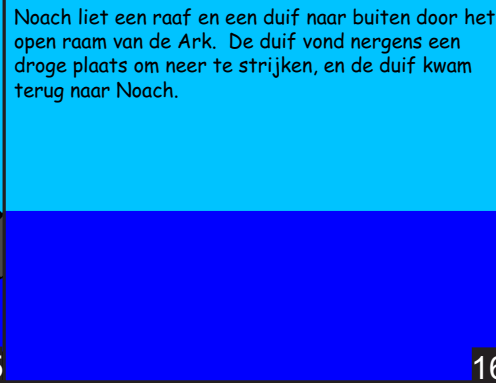 Noach liet een raaf en een duif naar buiten door het
open raam van de Ark.  De duif vond nergens een
droge plaats om neer te strijken, en de duif kwam
terug naar Noach.